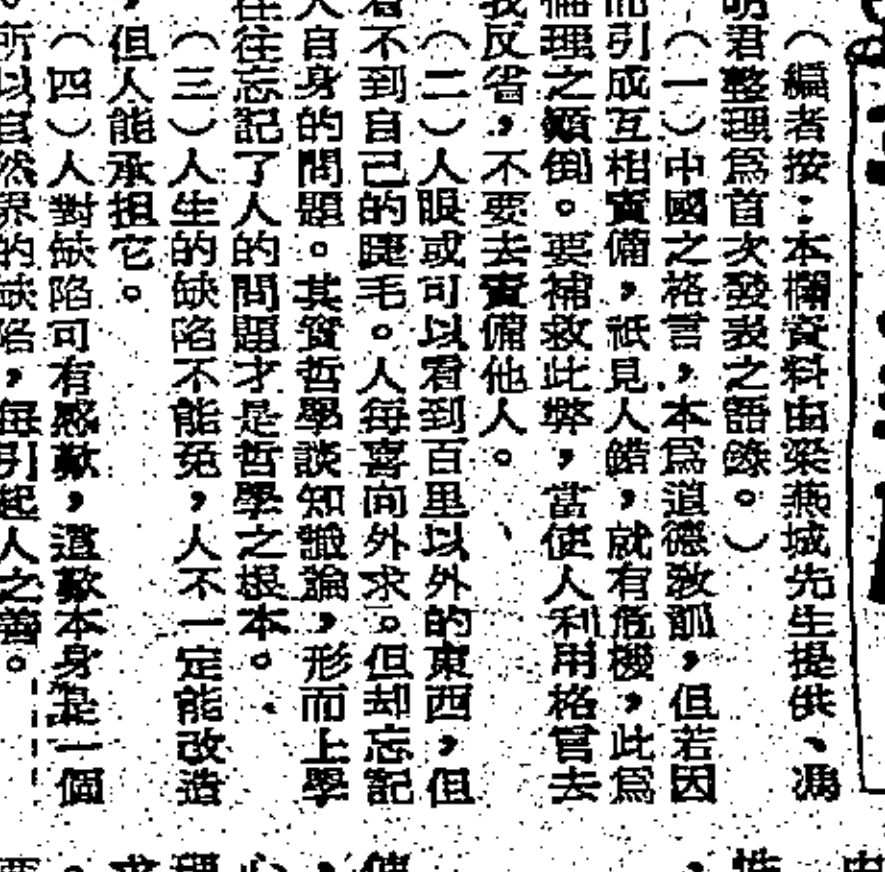 （編者按：本欄資料由梁燕城先生提供、馮
明君整理爲首次發表之語錄。）
（一）中國之格言，本爲道德敎訓，但若因
而引成互相責備，祇見人錯，就有危機，此爲
倫理之顚倒。要補救此弊，當使人利用格言去
我反省，不要去責備他人。
（二）人眼或可以看到百里以外的東西，但
看不到自己的睫毛。人每喜向外求。但却忘記
人自身的問題。其實哲學談知識論，形而上學
往往忘記了人的問題才是哲學之根本。
（三）人生的缺陷不能免，人不一定能改造
，但人能承担它。
（四）人對缺陷可有感歎，這歎本身是一個
。所以自然界的缺陷，每引起人之善。